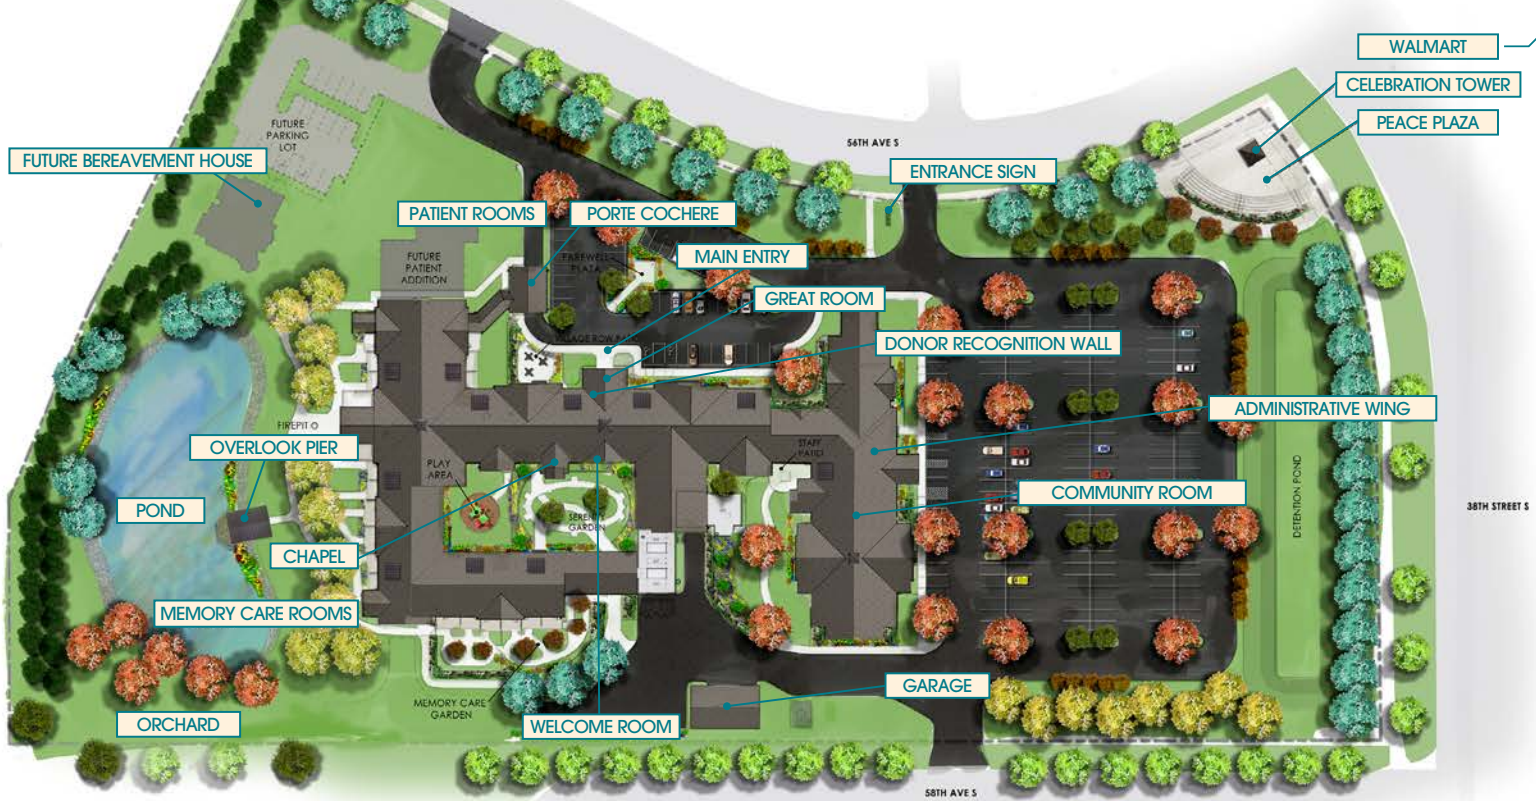 WALMART
CELEBRATION TOWER
PEACE PLAZA
FUTURE
PARKING
LOT
56TH AVE S
FUTURE BEREAVEMENT HOUSE
ENTRANCE SIGN
PATIENT ROOMS
PORTE COCHERE
FUTURE
PATIENT
ADDITION
FAREWELL
PLAZA
MAIN ENTRY
GREAT ROOM
DONOR RECOGNITION WALL
ADMINISTRATIVE WING
FIREPIT
OVERLOOK PIER
PLAY
AREA
STAFF
PATIO
COMMUNITY ROOM
POND
SERENITY
GARDEN
DETENTION POND
38TH STREET S
CHAPEL
MEMORY CARE ROOMS
GARAGE
MEMORY CARE
GARDEN
ORCHARD
WELCOME ROOM
58TH AVE S